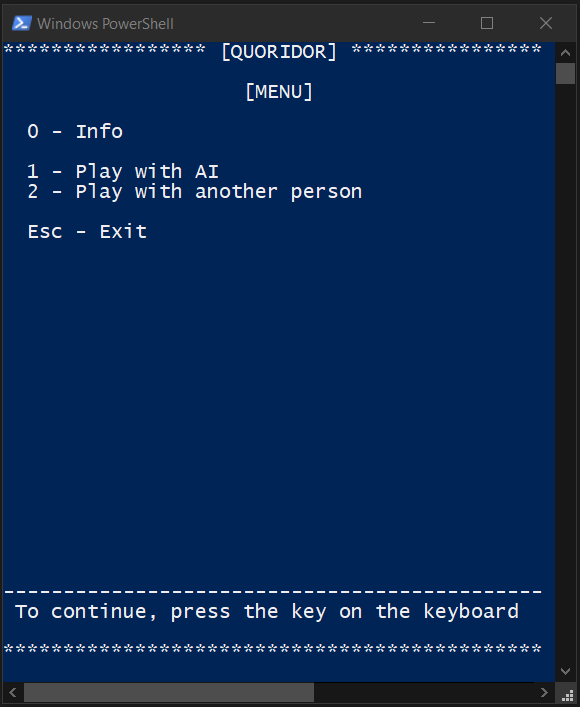 Windows PowerShell
***************** [QUORIDOR] ****************
[MENU]
0 - Info
1 - Play with AI
2 - Play with another person
Esc - Exit
---------------------------------------------
To continue, press the key on the keyboard
*********************************************